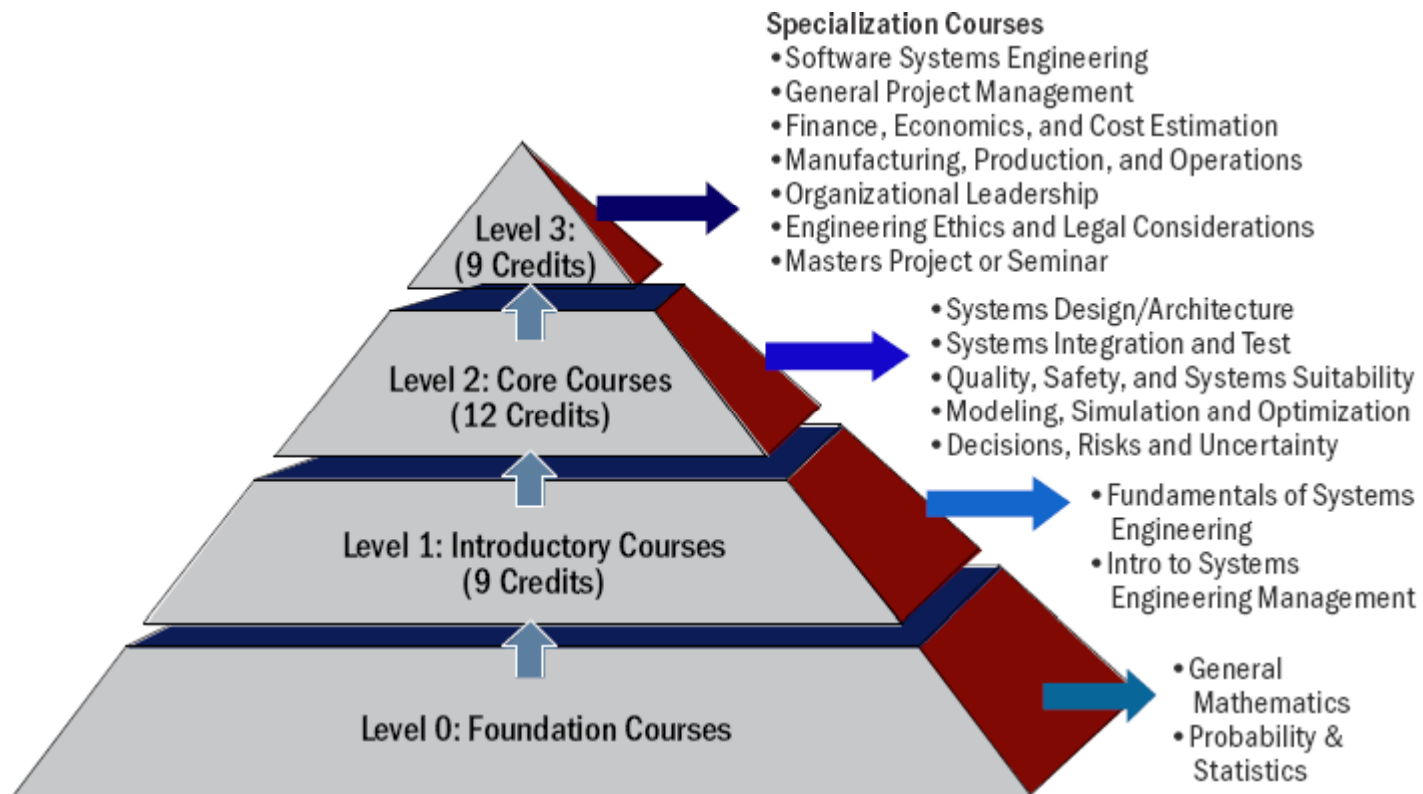 Specialization Courses
•Software Systems Engineering
•General Project Management
•Finance, Economics, and Cost Estimation
•Manufacturing, Production, and Operations
•Organizational Leadership
•Engineering Ethics and Legal Considerations
•Masters Project or Seminar
Level 3:
(9 Credits)
•Systems Design/Architecture
•Systems Integration and Test
•Quality, Safety, and Systems Suitability
•Modeling, Simulation and Optimization
•Decisions, Risks and Uncertainty
Level 2: Core Courses
(12 Credits)
•Fundamentals of Systems
Engineering
•Intro to Systems
Engineering Management
Level 1: Introductory Courses
(9 Credits)
•General
Mathematics
•Probability &
Statistics
Level 0: Foundation Courses